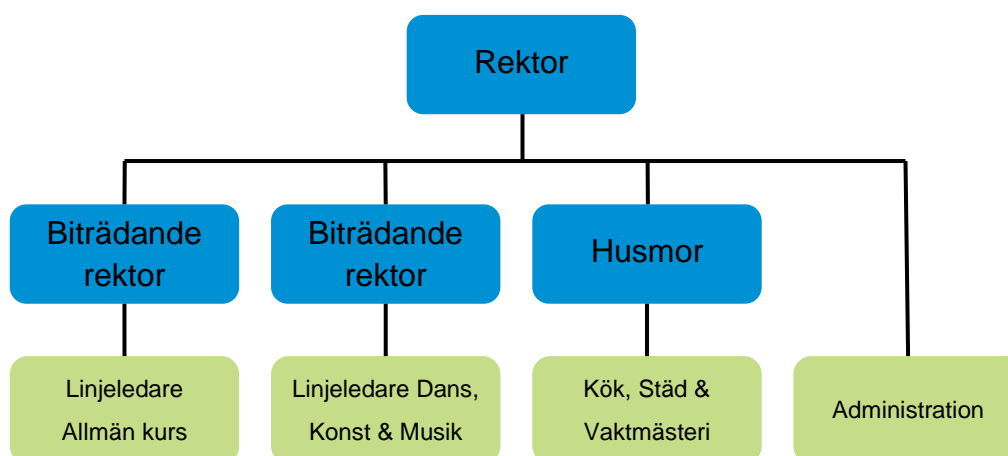 Rektor
Biträdande
rektor
Biträdande
rektor
Husmor
Linjeledare
Allmän kurs
Linjeledare Dans,
Konst & Musik
Kök, Städ &
Vaktmästeri
Administration